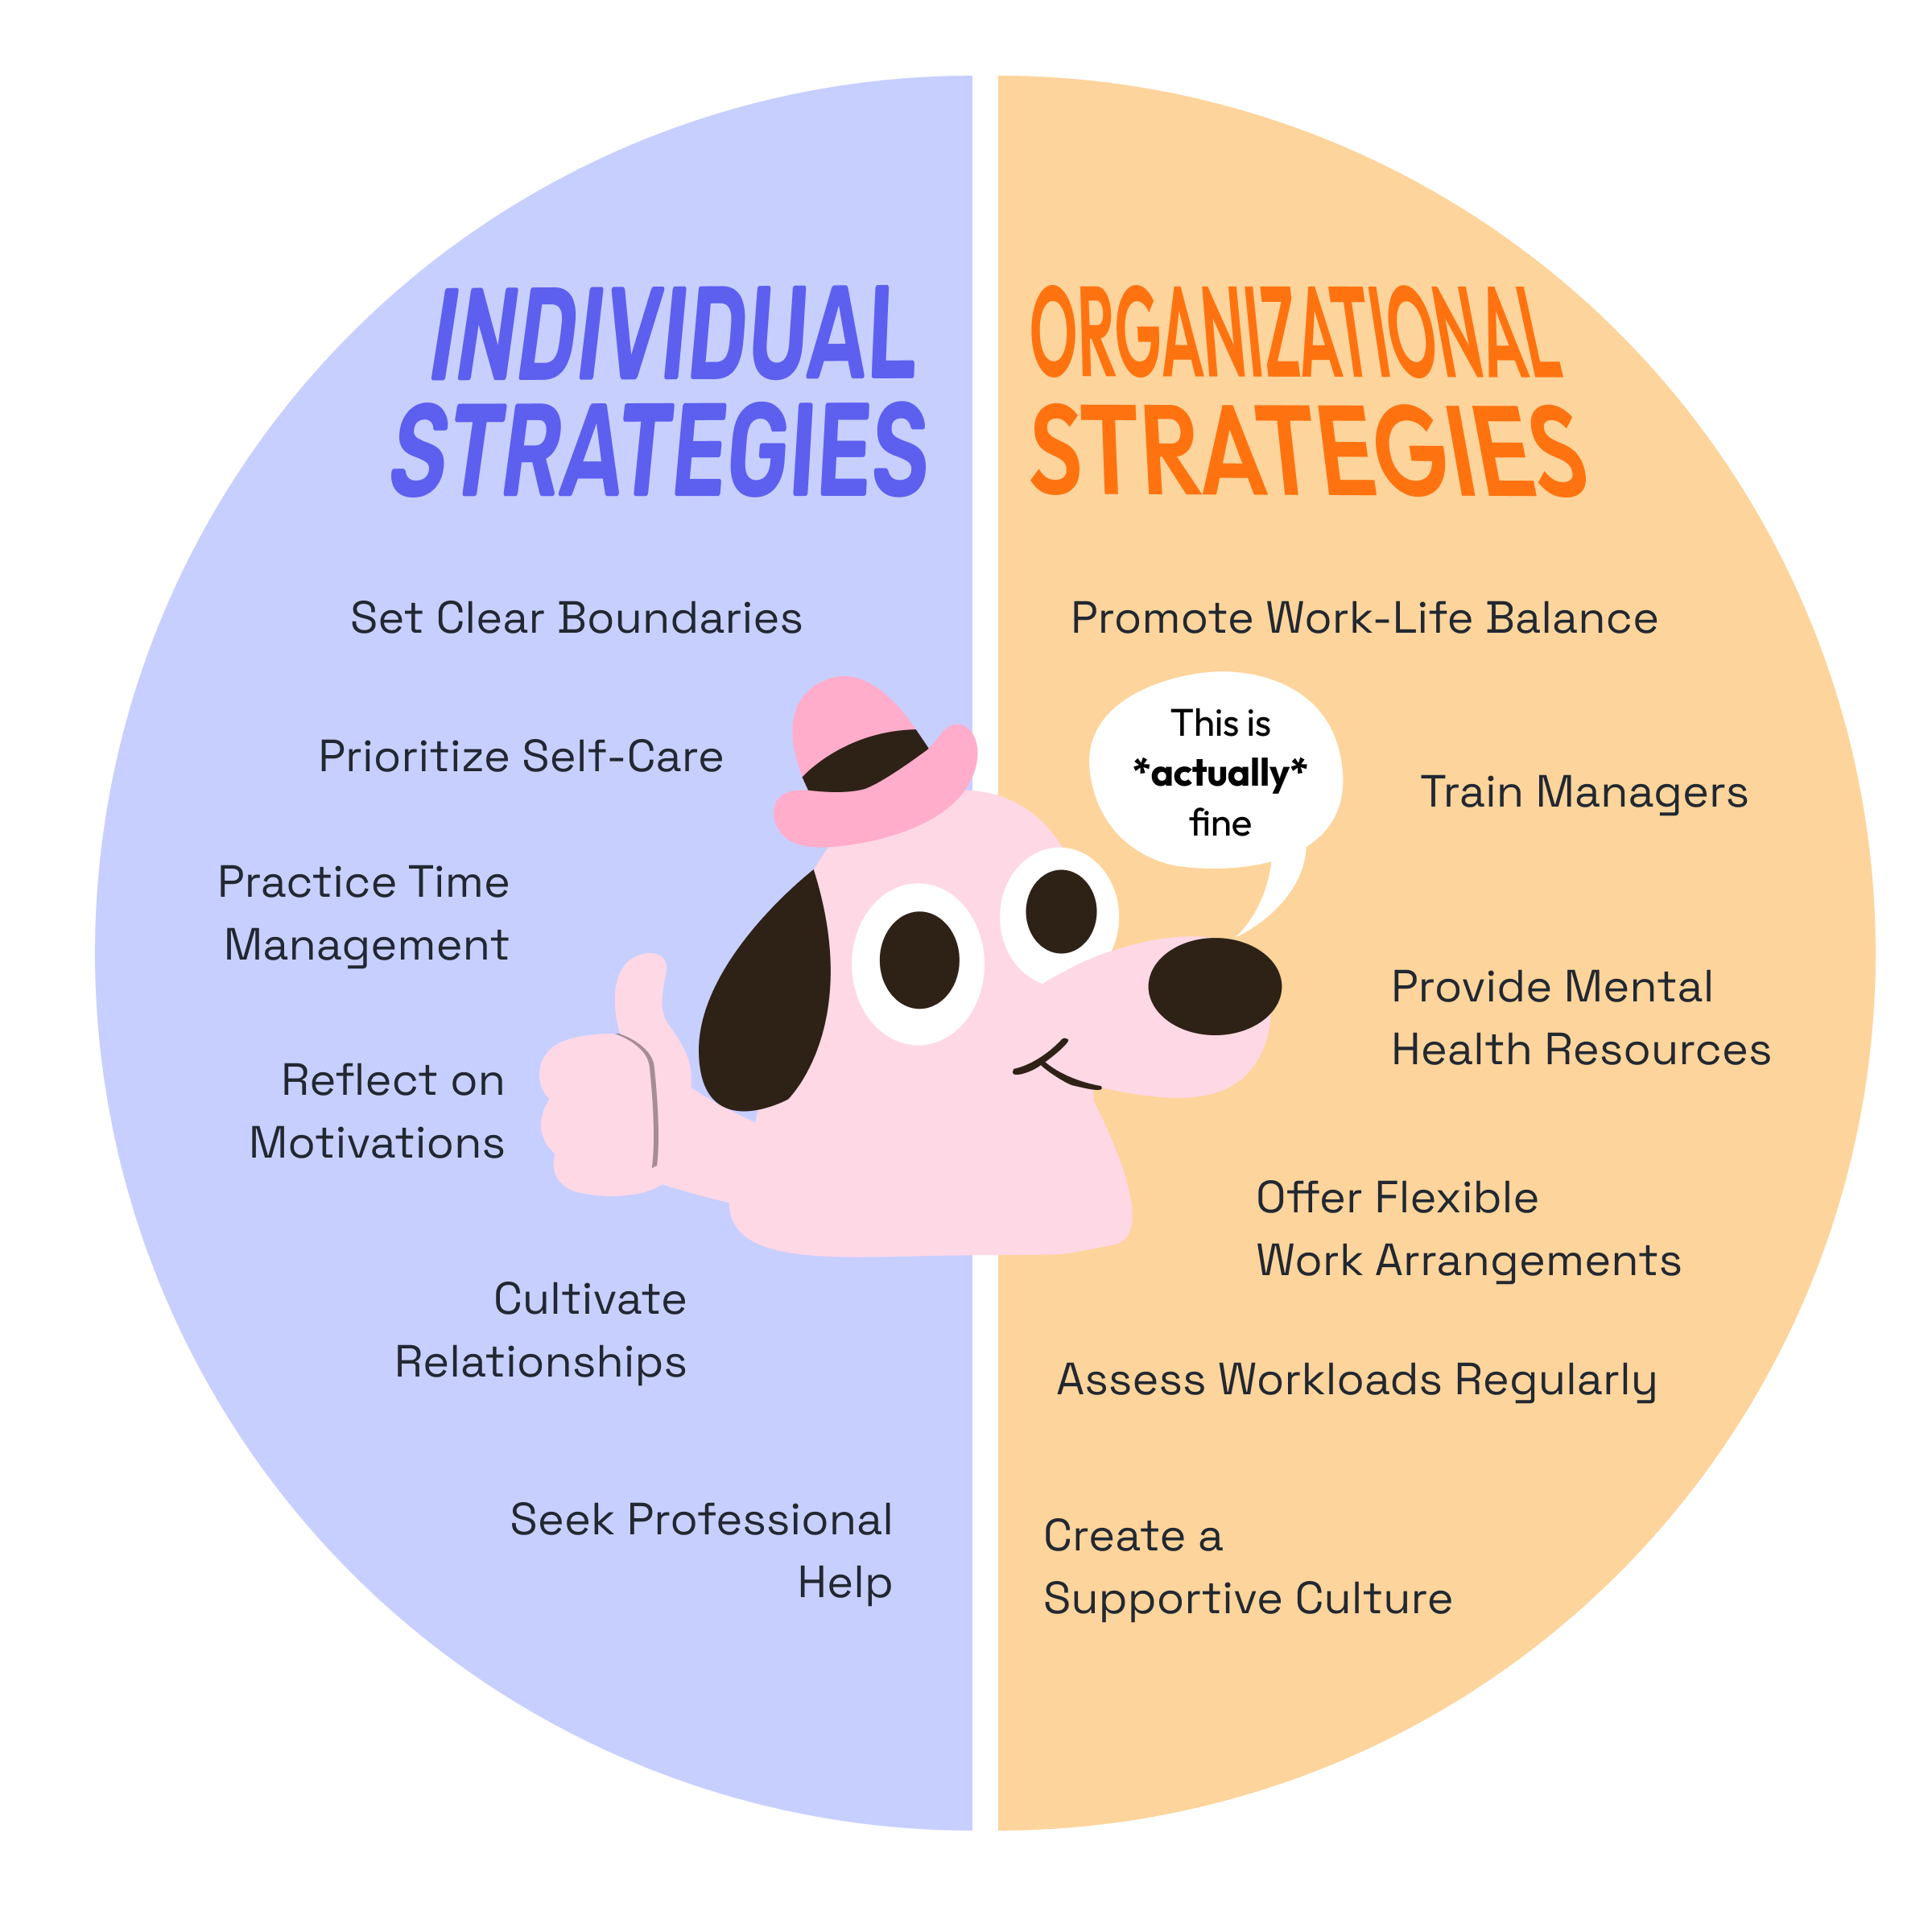 INDIVIDUAL
STRATEGIES
Set Clear Boundaries
Prioritize Self-Care
Practice Time
Management
Reflect on
Motivations
Cultivate
Relationships
Seek Professional
Help
ORGANIZATIONAL
STRATEGIES
Promote Work-Life Balance
This is
*actually*
fine
Train Managers
Provide Mental
Health Resources
Offer Flexible
Work Arrangements
Assess Workloads Regularly
Create a
Supportive Culture